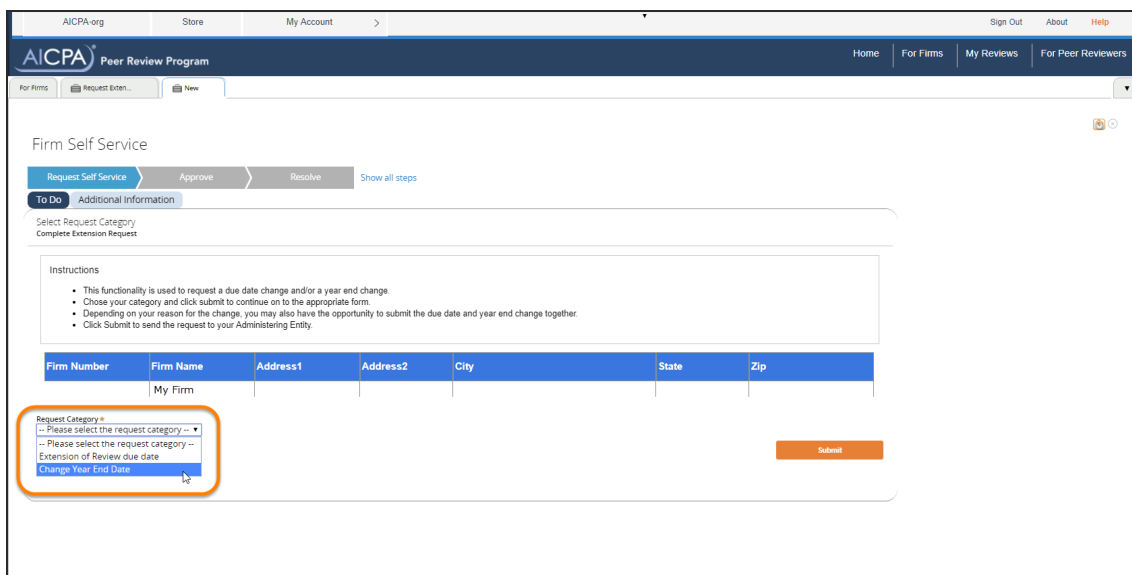 AICPA-org Store My Account > ▼ Sign Out About Help
AICPA Peer Review Program Home For Firms My Reviews For Peer Reviewers
For Firms Request Exten... New ▼
Firm Self Service
Request Self Service Approve Resolve Show all steps
To Do Additional Information
Select Request Category
Complete Extension Request
Instructions
• This functionality is used to request a due date change and/or a year end change.
• Chose your category and click submit to continue on to the appropriate form.
• Depending on your reason for the change, you may also have the opportunity to submit the due date and year end change together.
• Click Submit to send the request to your Administering Entity.
Firm Number Firm Name Address1 Address2 City State Zip
My Firm
Request Category *
-- Please select the request category -- ▼
-- Please select the request category --
Extension of Review due date
Change Year End Date
Submit